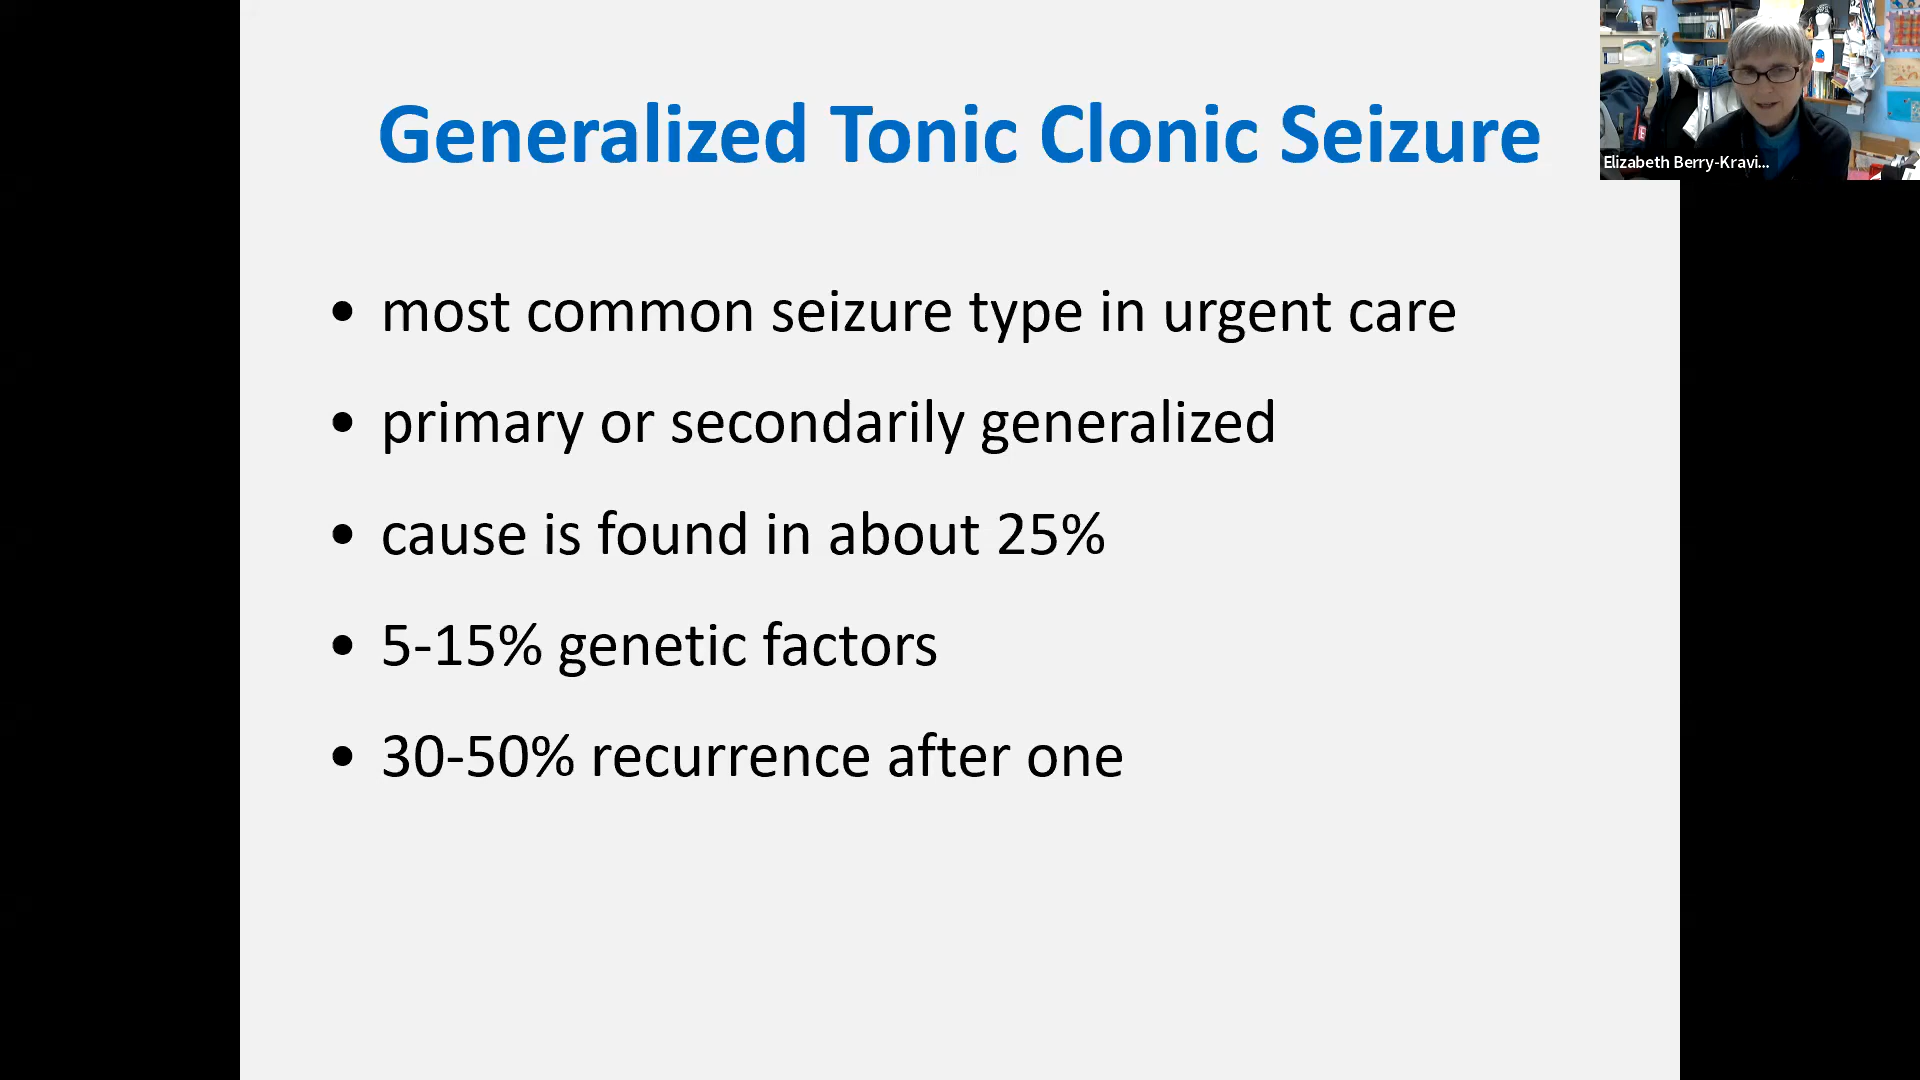 Generalized Tonic Clonic Seizure
Elizabeth Berry-Kravi...
• most common seizure type in urgent care
• primary or secondarily generalized
• cause is found in about 25%
• 5-15% genetic factors
• 30-50% recurrence after one